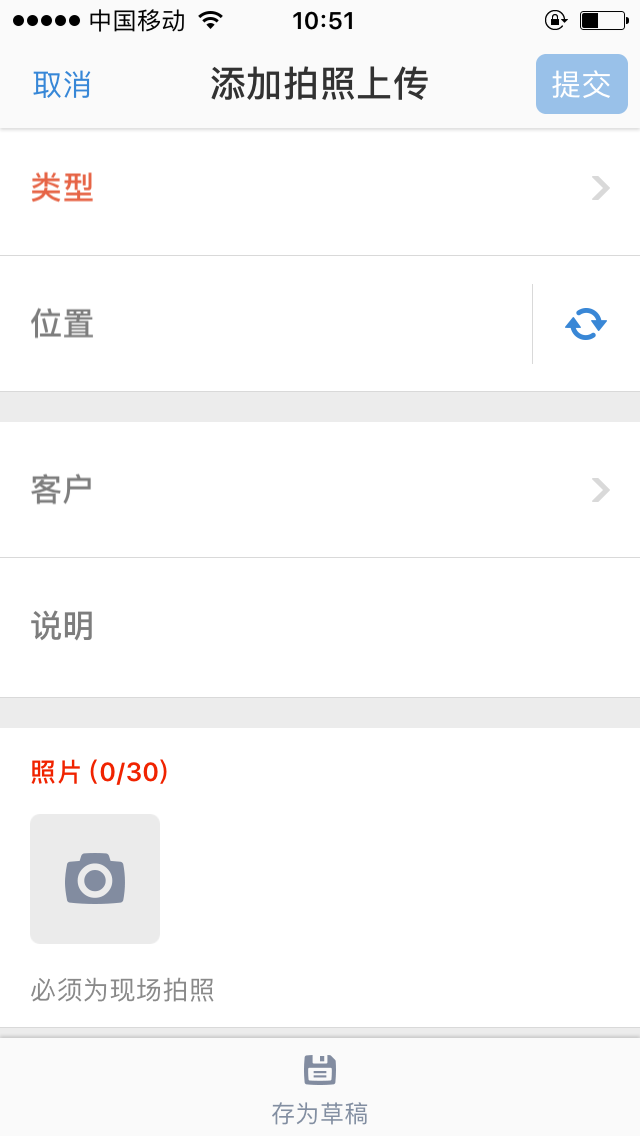 中国移动 10:51
取消 添加拍照上传 提交
类型
位置
客户
说明
照片 (0/30)
必须为现场拍照
存为草稿